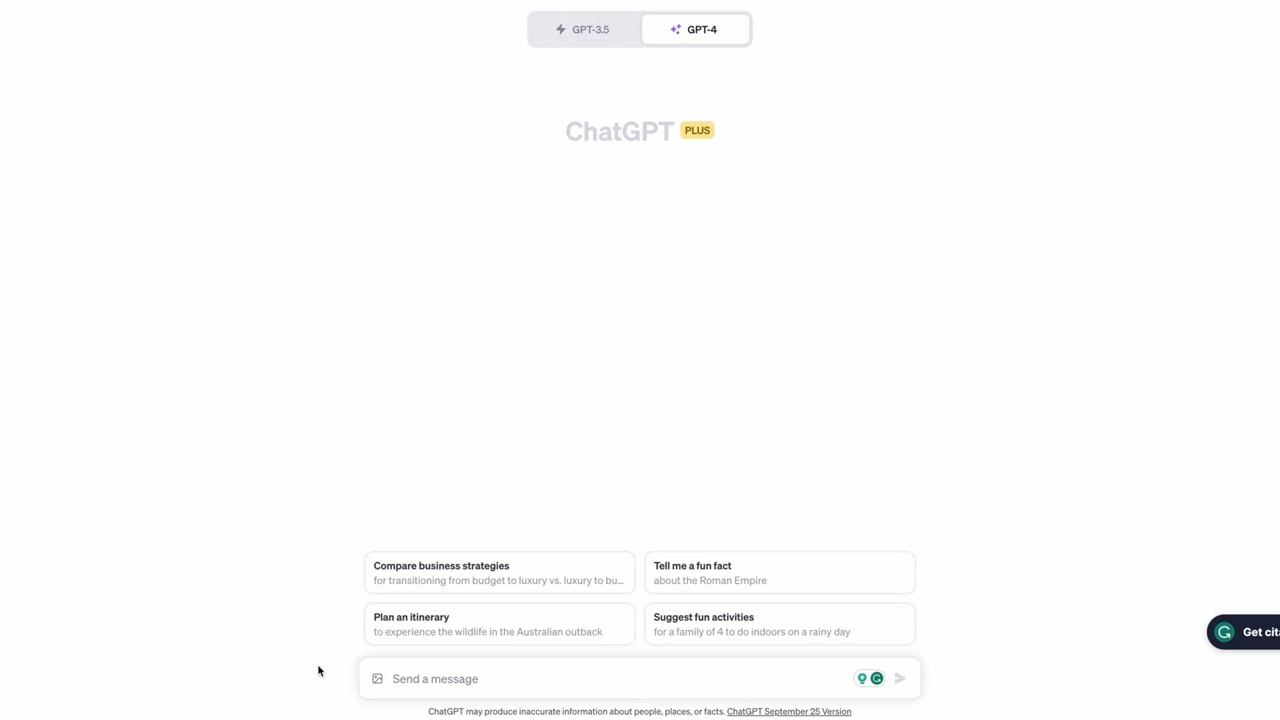 GPT-3.5
GPT-4
ChatGPT PLUS
Compare business strategies
for transitioning from budget to luxury vs. luxury to bu...
Tell me a fun fact
about the Roman Empire
Plan an itinerary
to experience the wildlife in the Australian outback
Suggest fun activities
for a family of 4 to do indoors on a rainy day
Get cita
Send a message
ChatGPT may produce inaccurate information about people, places, or facts. ChatGPT September 25 Version